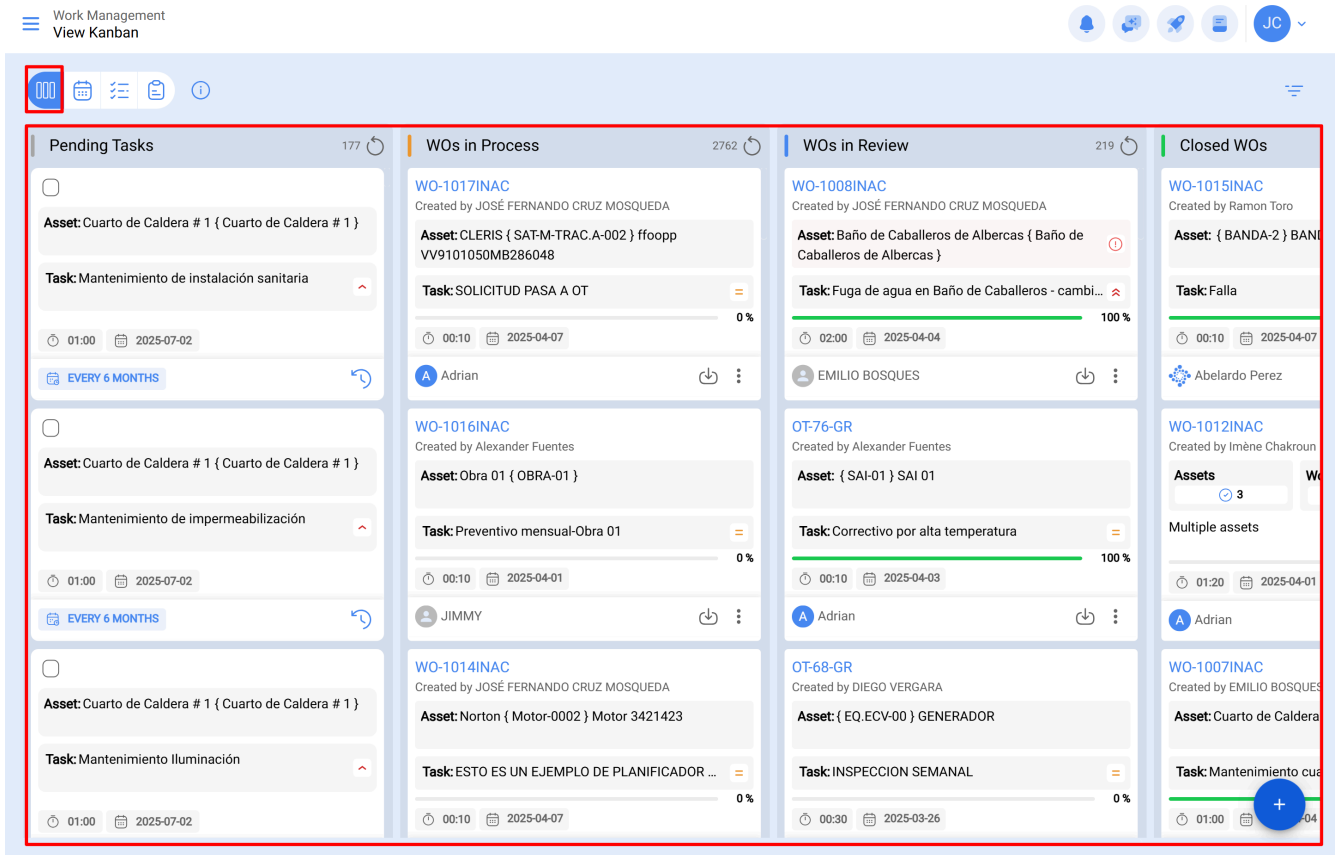 Work Management
View Kanban
JC
Pending Tasks 177
Asset: Cuarto de Caldera # 1 { Cuarto de Caldera # 1 }
Task: Mantenimiento de instalación sanitaria
01:00 2025-07-02
EVERY 6 MONTHS
Asset: Cuarto de Caldera # 1 { Cuarto de Caldera # 1 }
Task: Mantenimiento de impermeabilización
01:00 2025-07-02
EVERY 6 MONTHS
Asset: Cuarto de Caldera # 1 { Cuarto de Caldera # 1 }
Task: Mantenimiento Iluminación
01:00 2025-07-02
WOs in Process 2762
WO-1017INAC
Created by JOSÉ FERNANDO CRUZ MOSQUEDA
Asset: CLERIS { SAT-M-TRAC.A-002 } ffoopp
VV9101050MB286048
Task: SOLICITUD PASA A OT
0 %
00:10 2025-04-07
A Adrian
WO-1016INAC
Created by Alexander Fuentes
Asset: Obra 01 { OBRA-01 }
Task: Preventivo mensual-Obra 01
0 %
00:10 2025-04-01
JIMMY
WO-1014INAC
Created by JOSÉ FERNANDO CRUZ MOSQUEDA
Asset: Norton { Motor-0002 } Motor 3421423
Task: ESTO ES UN EJEMPLO DE PLANIFICADOR ...
0 %
00:10 2025-04-07
WOs in Review 219
WO-1008INAC
Created by JOSÉ FERNANDO CRUZ MOSQUEDA
Asset: Baño de Caballeros de Albercas { Baño de
Caballeros de Albercas }
Task: Fuga de agua en Baño de Caballeros - cambi...
100 %
02:00 2025-04-04
EMILIO BOSQUES
OT-76-GR
Created by Alexander Fuentes
Asset: { SAI-01 } SAI 01
Task: Correctivo por alta temperatura
100 %
00:10 2025-04-03
A Adrian
OT-68-GR
Created by DIEGO VERGARA
Asset: { EQ.ECV-00 } GENERADOR
Task: INSPECCION SEMANAL
0 %
00:30 2025-03-26
Closed WOs
WO-1015INAC
Created by Ramon Toro
Asset: { BANDA-2 } BAND
Task: Falla
00:10 2025-04-07
Abelardo Perez
WO-1012INAC
Created by Imène Chakroun
Assets Wo
3
Multiple assets
01:20 2025-04-01
A Adrian
WO-1007INAC
Created by EMILIO BOSQUES
Asset: Cuarto de Caldera
Task: Mantenimiento cua
01:00 -04
+